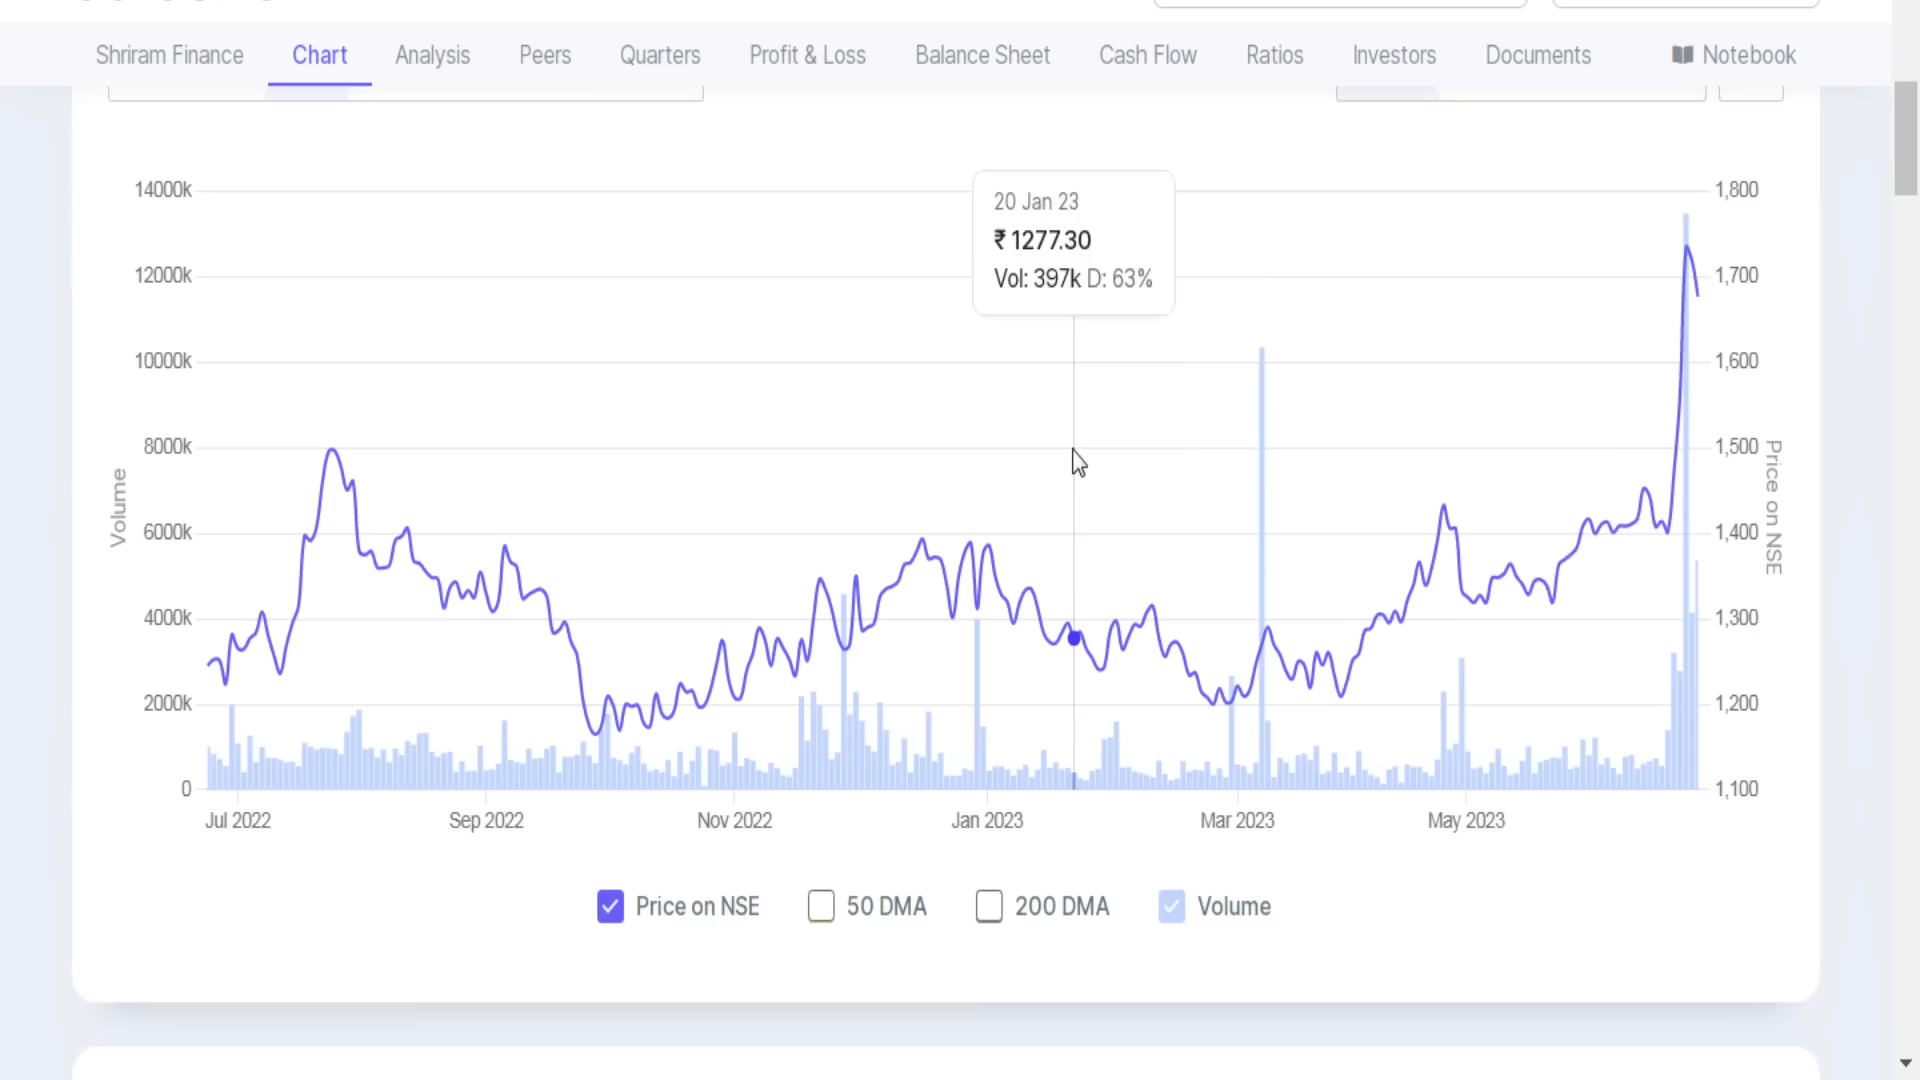 Shriram Finance Chart Analysis Peers Quarters Profit & Loss Balance Sheet Cash Flow Ratios Investors Documents Notebook
20 Jan 23
₹ 1277.30
Vol: 397k D: 63%
14000k
12000k
10000k
8000k
6000k
4000k
2000k
0
Volume
1,800
1,700
1,600
1,500
1,400
1,300
1,200
1,100
Price on NSE
Jul 2022 Sep 2022 Nov 2022 Jan 2023 Mar 2023 May 2023
Price on NSE 50 DMA 200 DMA Volume